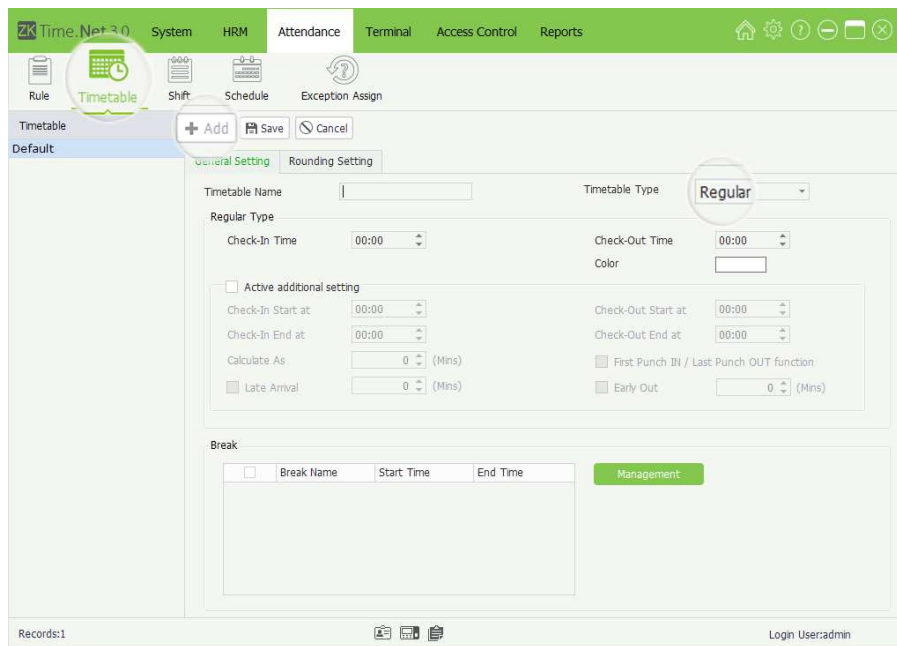 ZKTime.Net 3.0 System HRM Attendance Terminal Access Control Reports
Rule Timetable Shift Schedule Exception Assign
Timetable + Add Save Cancel
Default
General Setting Rounding Setting
Timetable Name Timetable Type Regular
Regular Type
Check-In Time 00:00 Check-Out Time 00:00
Color
Active additional setting
Check-In Start at 00:00 Check-Out Start at 00:00
Check-In End at 00:00 Check-Out End at 00:00
Calculate As 0 (Mins) First Punch IN / Last Punch OUT function
Late Arrival 0 (Mins) Early Out 0 (Mins)
Break
Break Name Start Time End Time Management
Records:1 Login User:admin